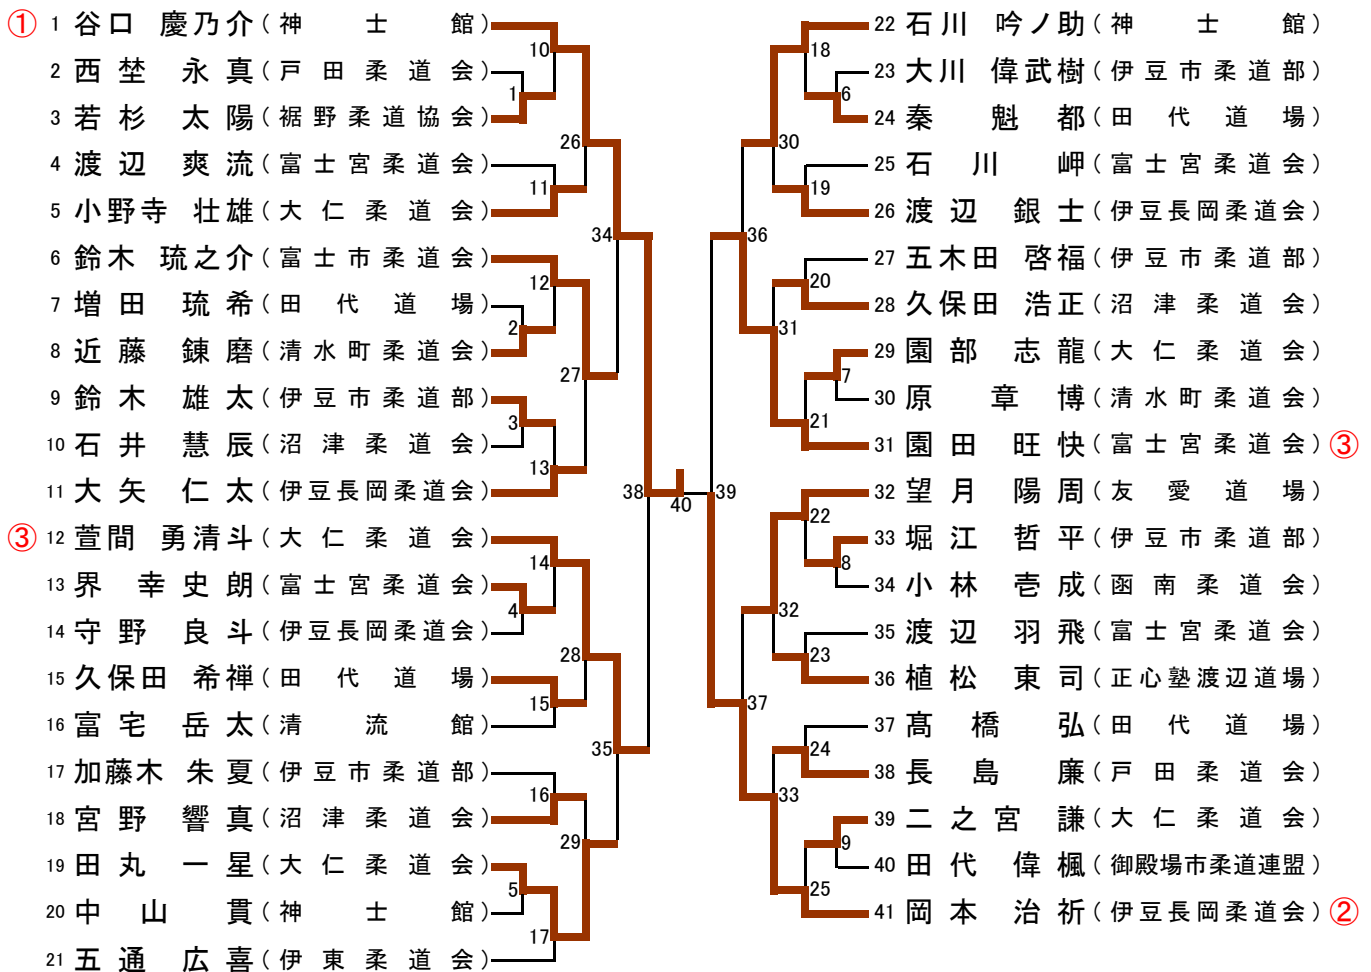 ① 1 谷口 慶乃介 (神士館)
2 西埜 永真 (戸田柔道会)
3 若杉 太陽 (裾野柔道協会)
4 渡辺 爽流 (富士宮柔道会)
5 小野寺 壮雄 (大仁柔道会)
6 鈴木 琉之介 (富士市柔道会)
7 増田 琉希 (田代道場)
8 近藤 錬磨 (清水町柔道会)
9 鈴木 雄太 (伊豆市柔道部)
10 石井 慧辰 (沼津柔道会)
11 大矢 仁太 (伊豆長岡柔道会)
③ 12 萱間 勇清斗 (大仁柔道会)
13 界 幸史朗 (富士宮柔道会)
14 守野 良斗 (伊豆長岡柔道会)
15 久保田 希禅 (田代道場)
16 富宅 岳太 (清流館)
17 加藤木 朱夏 (伊豆市柔道部)
18 宮野 響真 (沼津柔道会)
19 田丸 一星 (大仁柔道会)
20 中山 貫 (神士館)
21 五通 広喜 (伊東柔道会)
1
2
3
4
5
10
11
12
13
14
15
16
17
26
27
28
29
34
35
38
40
39
36
37
30
31
32
33
18
19
20
21
22
23
24
25
6
7
8
9
22 石川 吟ノ助 (神士館)
23 大川 偉武樹 (伊豆市柔道部)
24 秦 魁都 (田代道場)
25 石川 岬 (富士宮柔道会)
26 渡辺 銀士 (伊豆長岡柔道会)
27 五木田 啓福 (伊豆市柔道部)
28 久保田 浩正 (沼津柔道会)
29 園部 志龍 (大仁柔道会)
30 原 章博 (清水町柔道会)
31 園田 旺快 (富士宮柔道会) ③
32 望月 陽周 (友愛道場)
33 堀江 哲平 (伊豆市柔道部)
34 小林 壱成 (函南柔道会)
35 渡辺 羽飛 (富士宮柔道会)
36 植松 東司 (正心塾渡辺道場)
37 髙橋 弘 (田代道場)
38 長島 廉 (戸田柔道会)
39 二之宮 謙 (大仁柔道会)
40 田代 偉楓 (御殿場市柔道連盟)
41 岡本 治祈 (伊豆長岡柔道会) ②